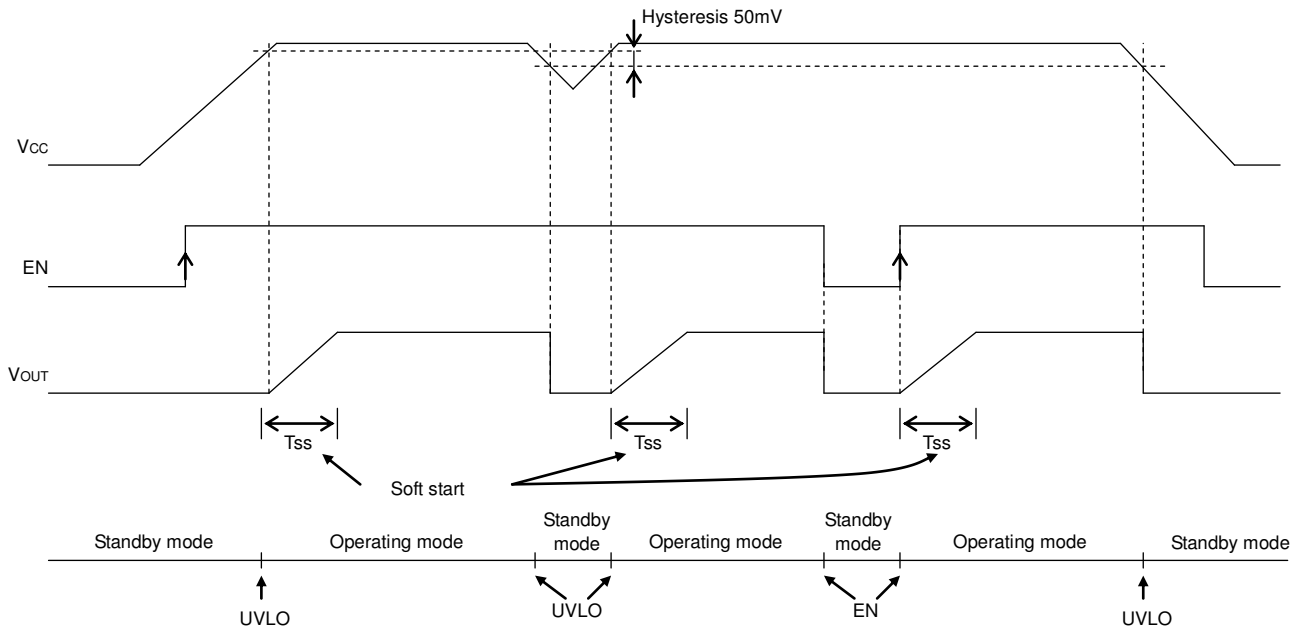 Hysteresis 50mV
VCC
EN
VOUT
Tss
Tss
Tss
Soft start
Standby mode
Operating mode
Standby
mode
Operating mode
Standby
mode
Operating mode
Standby mode
UVLO
UVLO
EN
UVLO